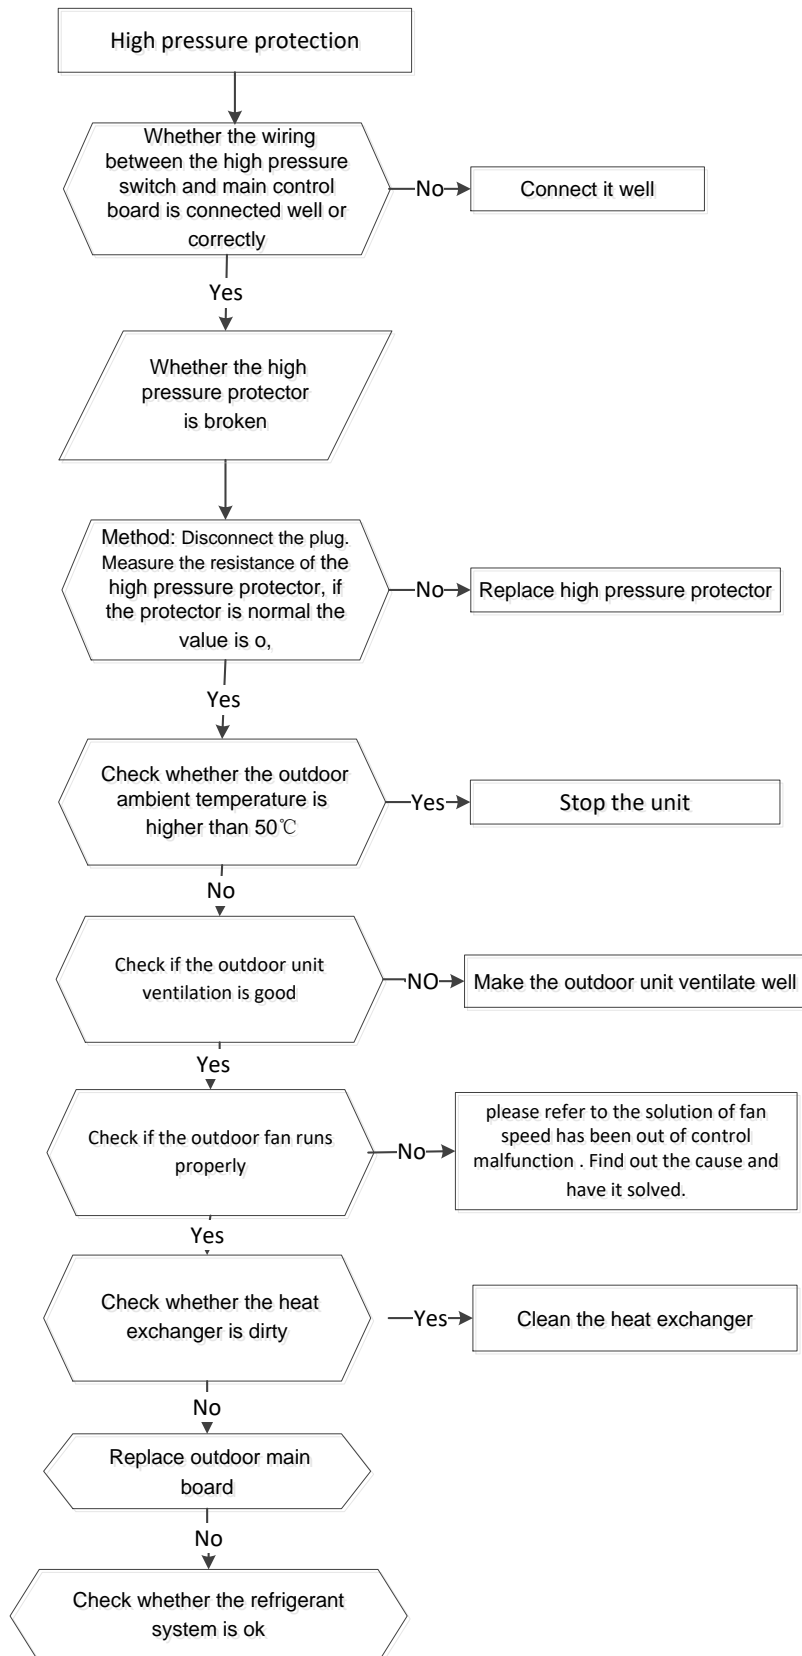 High pressure protection
Whether the wiring
between the high pressure
switch and main control
board is connected well or
correctly
No
Connect it well
Yes
Whether the high
pressure protector
is broken
Method: Disconnect the plug.
Measure the resistance of the
high pressure protector, if
the protector is normal the
value is o,
No
Replace high pressure protector
Yes
Check whether the outdoor
ambient temperature is
higher than 50℃
Yes
Stop the unit
No
Check if the outdoor unit
ventilation is good
NO
Make the outdoor unit ventilate well
Yes
Check if the outdoor fan runs
properly
No
please refer to the solution of fan
speed has been out of control
malfunction . Find out the cause and
have it solved.
Yes
Check whether the heat
exchanger is dirty
Yes
Clean the heat exchanger
No
Replace outdoor main
board
No
Check whether the refrigerant
system is ok